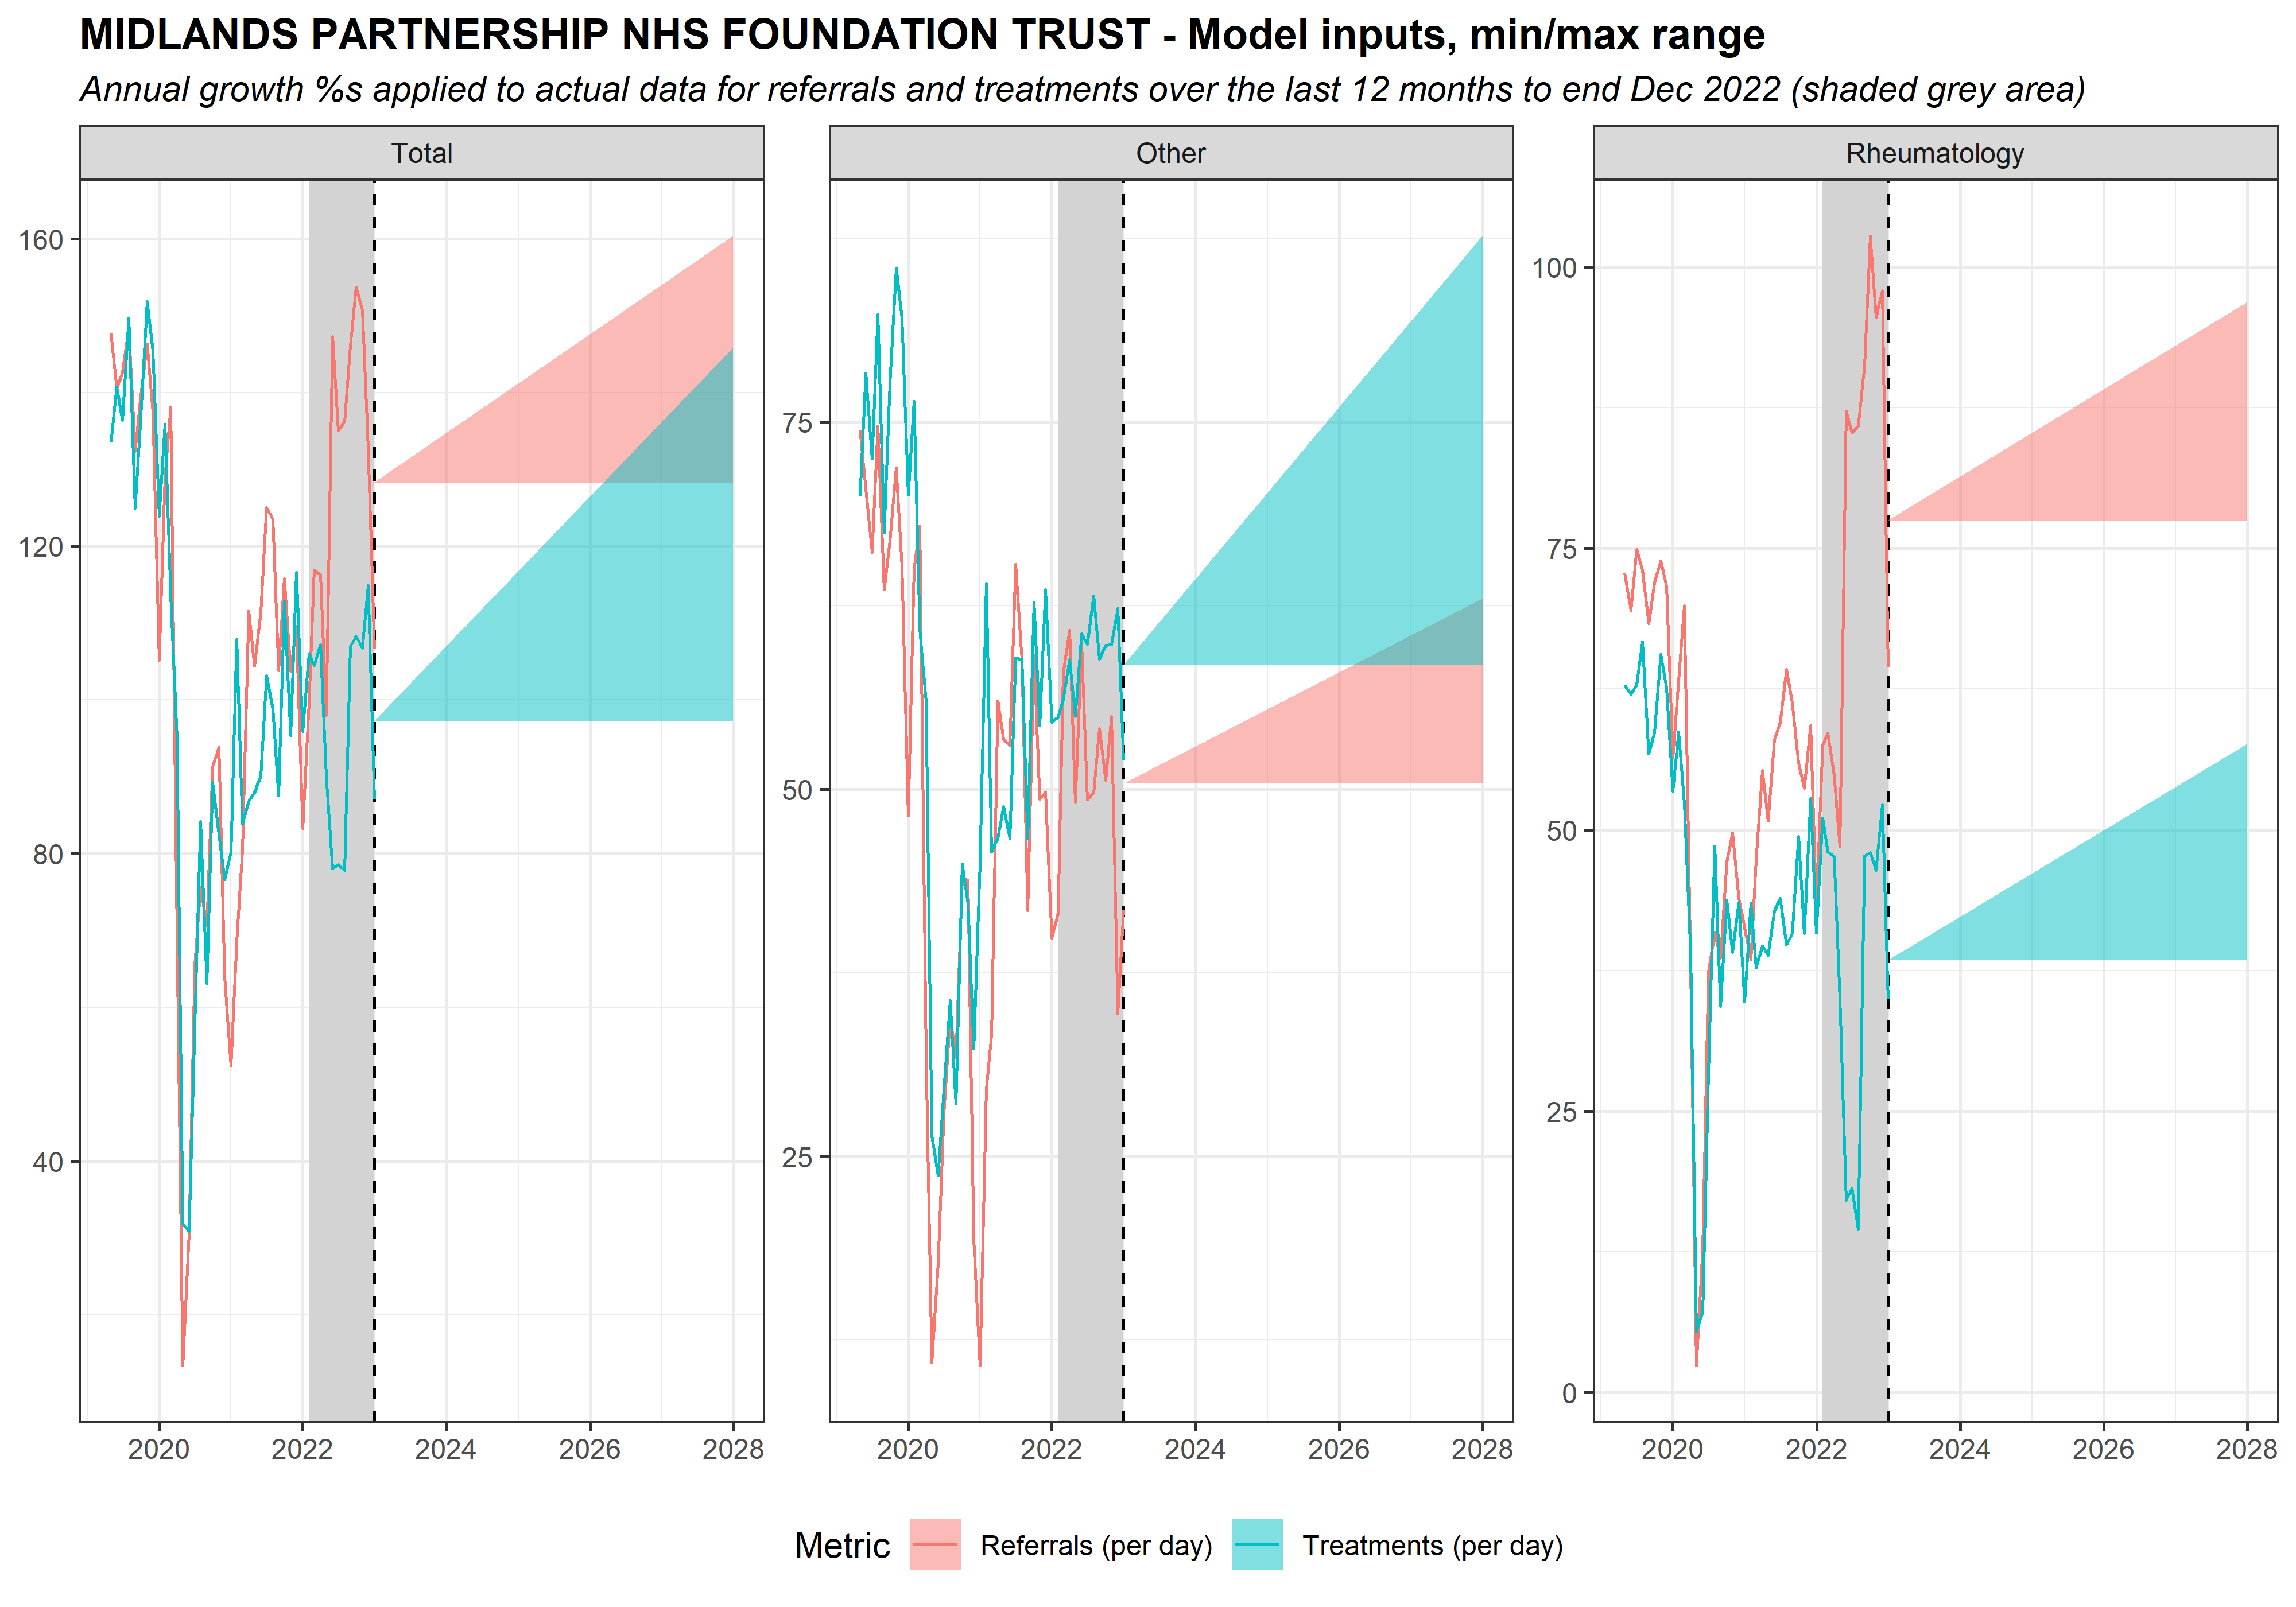 MIDLANDS PARTNERSHIP NHS FOUNDATION TRUST - Model inputs, min/max range
Annual growth %s applied to actual data for referrals and treatments over the last 12 months to end Dec 2022 (shaded grey area)
Total
Other
Rheumatology
160
120
80
40
75
50
25
100
75
50
25
0
2020 2022 2024 2026 2028
2020 2022 2024 2026 2028
2020 2022 2024 2026 2028
Metric Referrals (per day) Treatments (per day)